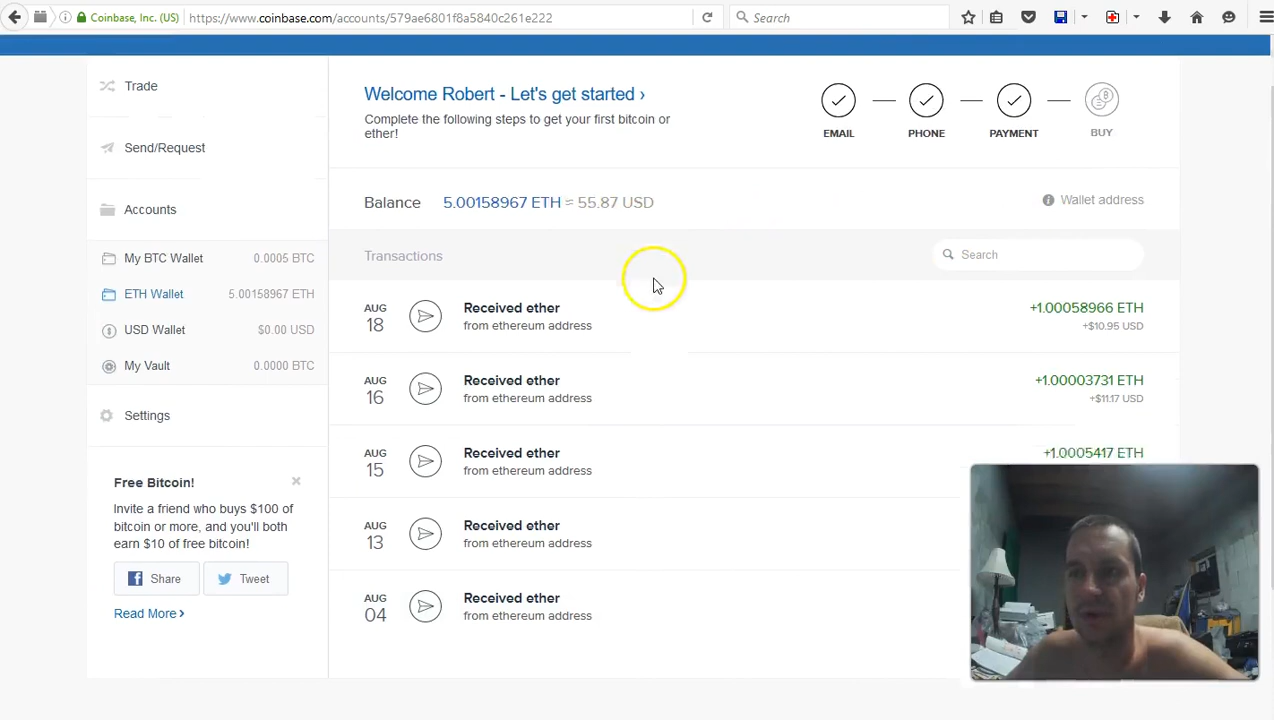 Coinbase, Inc. (US)
https://www.coinbase.com/accounts/579ae6801f8a5840c261e222
Search
Trade
Send/Request
Accounts
My BTC Wallet 0.0005 BTC
ETH Wallet 5.00158967 ETH
USD Wallet $0.00 USD
My Vault 0.0000 BTC
Settings
Free Bitcoin!
Invite a friend who buys $100 of
bitcoin or more, and you'll both
earn $10 of free bitcoin!
Share
Tweet
Read More
Welcome Robert - Let's get started ›
Complete the following steps to get your first bitcoin or
ether!
EMAIL
PHONE
PAYMENT
BUY
Balance 5.00158967 ETH ≈ 55.87 USD
Wallet address
Transactions
Search
AUG
18
Received ether
from ethereum address
+1.00058966 ETH
+$10.95 USD
AUG
16
Received ether
from ethereum address
+1.00003731 ETH
+$11.17 USD
AUG
15
Received ether
from ethereum address
+1.0005417 ETH
AUG
13
Received ether
from ethereum address
AUG
04
Received ether
from ethereum address